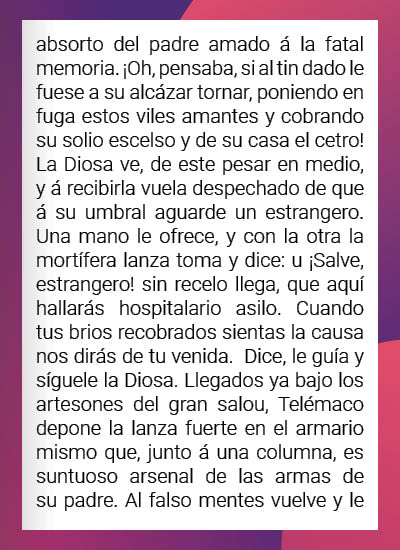 absorto del padre amado á la fatal
memoria. ¡Oh, pensaba, si al tin dado le
fuese a su alcázar tornar, poniendo en
fuga estos viles amantes y cobrando
su solio escelso y de su casa el cetro!
La Diosa ve, de este pesar en medio,
y á recibirla vuela despechado de que
á su umbral aguarde un estrangero.
Una mano le ofrece, y con la otra la
mortífera lanza toma y dice: u ¡Salve,
estrangero! sin recelo llega, que aquí
hallarás hospitalario asilo. Cuando
tus brios recobrados sientas la causa
nos dirás de tu venida. Dice, le guía y
síguele la Diosa. Llegados ya bajo los
artesones del gran salou, Telémaco
depone la lanza fuerte en el armario
mismo que, junto á una columna, es
suntuoso arsenal de las armas de
su padre. Al falso mentes vuelve y le